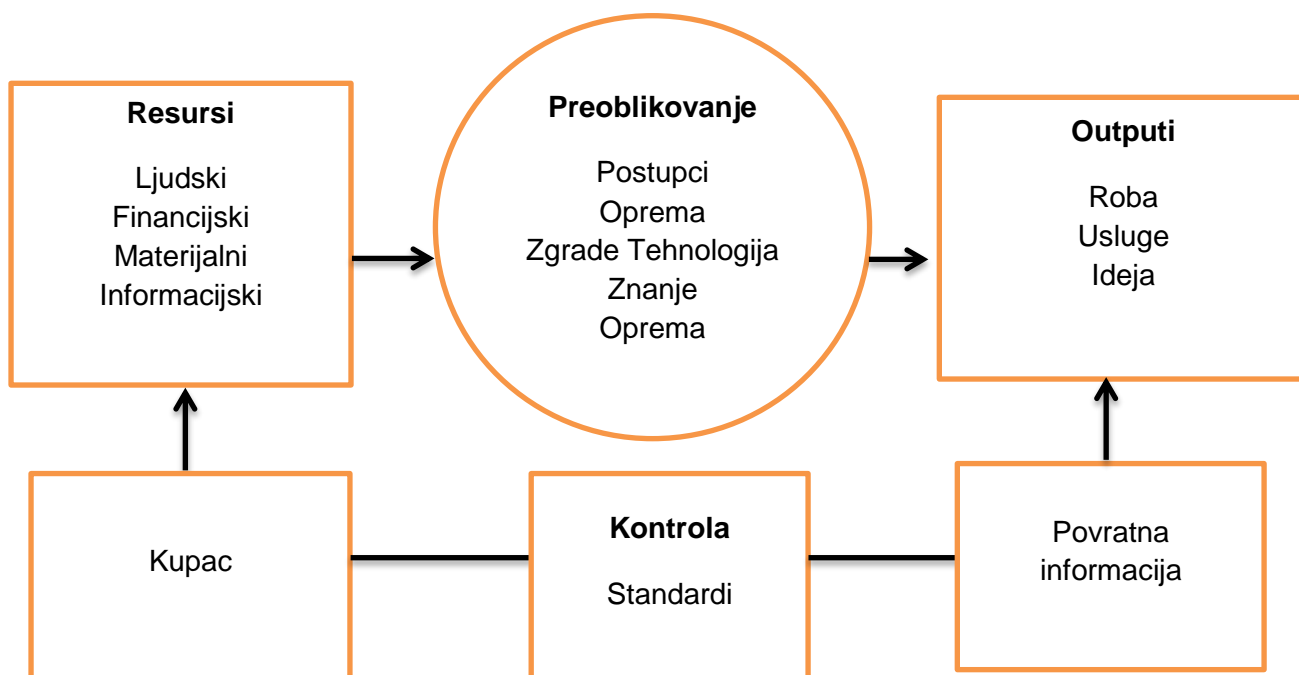 Resursi
Ljudski
Financijski
Materijalni
Informacijski
Preoblikovanje
Postupci
Oprema
Zgrade Tehnologija
Znanje
Oprema
Outputi
Roba
Usluge
Ideja
Kupac
Kontrola
Standardi
Povratna
informacija